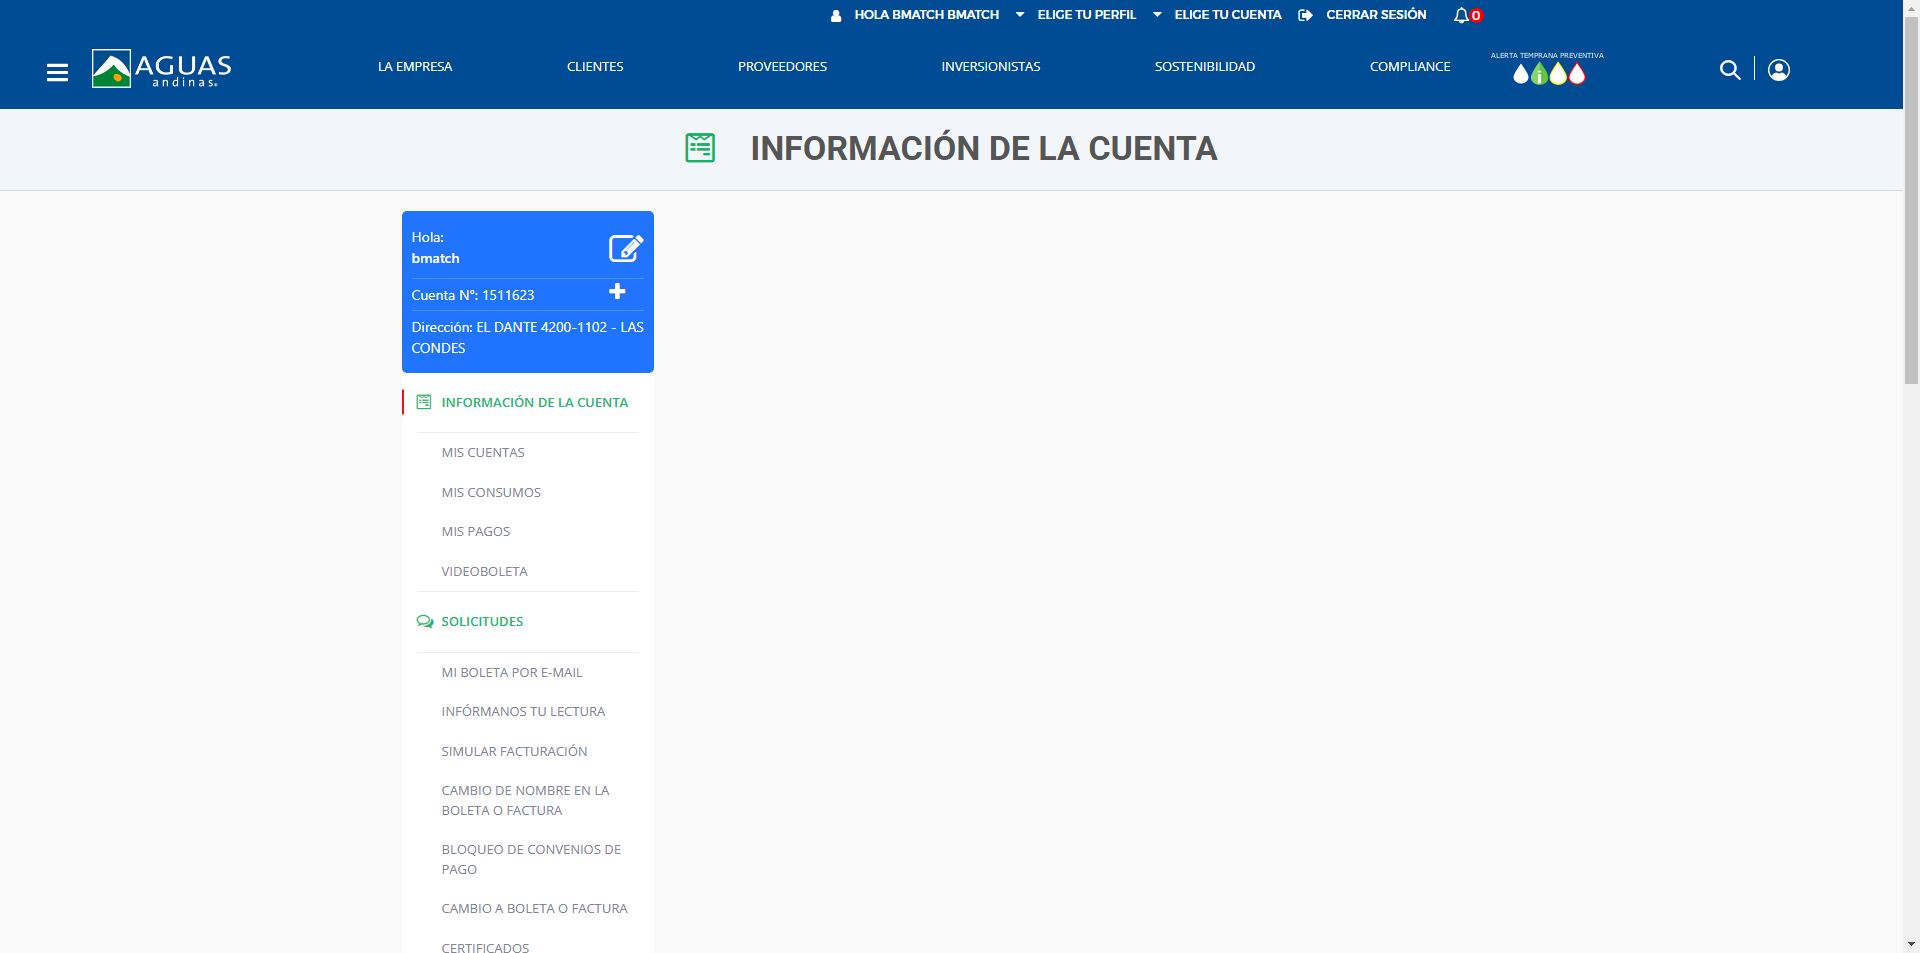 HOLA BMATCH BMATCH ELIGE TU PERFIL ELIGE TU CUENTA CERRAR SESIÓN 0
AGUAS
andinas®
LA EMPRESA CLIENTES PROVEEDORES INVERSIONISTAS SOSTENIBILIDAD COMPLIANCE
ALERTA TEMPRANA PREVENTIVA
i
INFORMACIÓN DE LA CUENTA
Hola:
bmatch
Cuenta Nº: 1511623
Dirección: EL DANTE 4200-1102 - LAS
CONDES
INFORMACIÓN DE LA CUENTA
MIS CUENTAS
MIS CONSUMOS
MIS PAGOS
VIDEOBOLETA
SOLICITUDES
MI BOLETA POR E-MAIL
INFÓRMANOS TU LECTURA
SIMULAR FACTURACIÓN
CAMBIO DE NOMBRE EN LA
BOLETA O FACTURA
BLOQUEO DE CONVENIOS DE
PAGO
CAMBIO A BOLETA O FACTURA
CERTIFICADOS